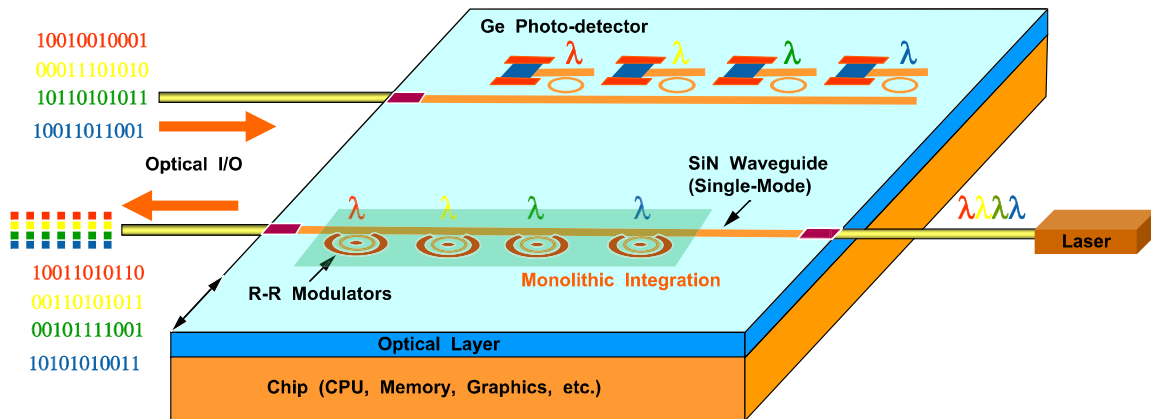 Ge Photo-detector
10010010001
00011101010
10110101011
10011011001
λ λ λ λ
Optical I/O
SiN Waveguide
(Single-Mode)
λ λ λ λ
λλλλ
Laser
10011010110
00110101011
00101111001
10101010011
R-R Modulators
Monolithic Integration
Optical Layer
Chip (CPU, Memory, Graphics, etc.)